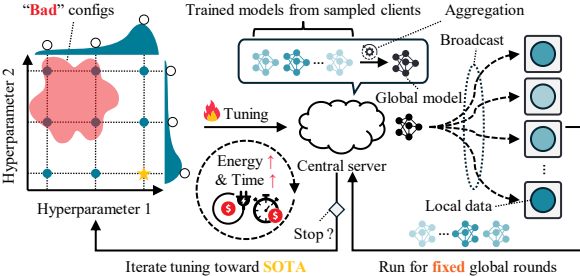 “Bad” configs
Trained models from sampled clients
Aggregation
Broadcast
Hyperparameter 2
Global model
Tuning
Energy ↑
& Time ↑
Central server
$
$
Stop ?
Local data
Hyperparameter 1
Iterate tuning toward SOTA
Run for fixed global rounds